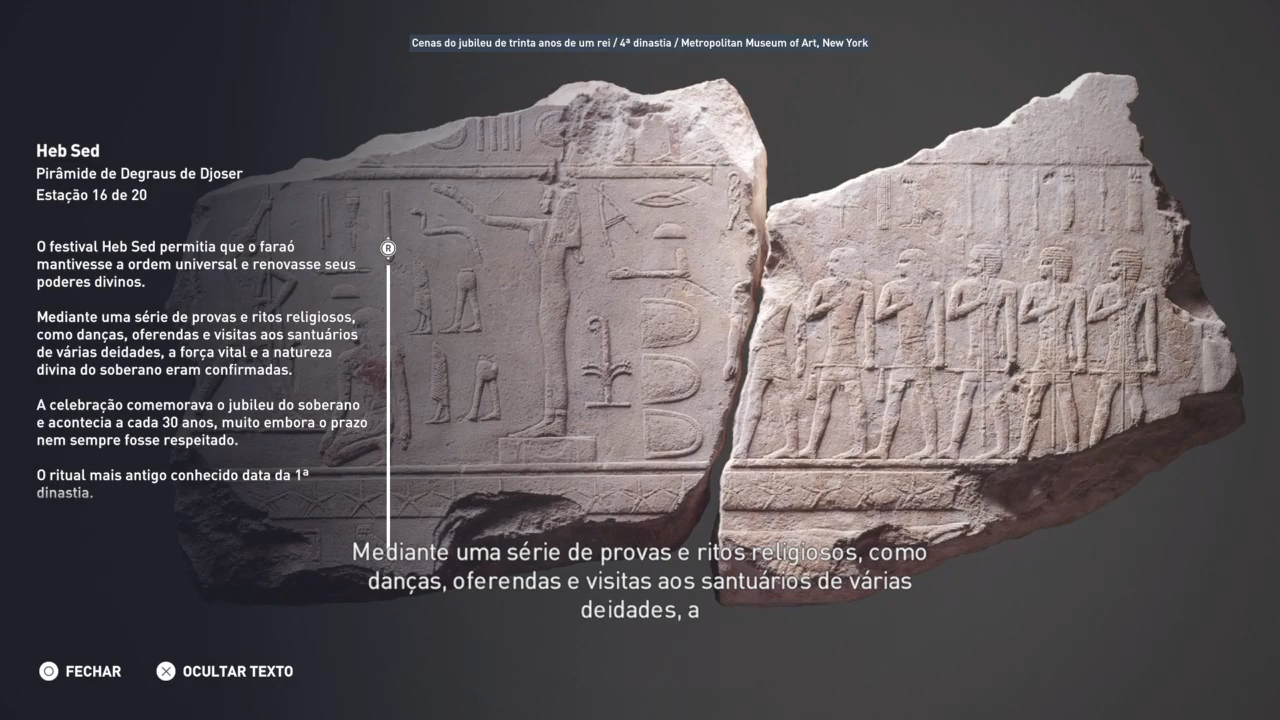 Cenas do jubileu de trinta anos de um rei / 4ª dinastia / Metropolitan Museum of Art, New York
Heb Sed
Pirâmide de Degraus de Djoser
Estação 16 de 20
O festival Heb Sed permitia que o faraó
mantivesse a ordem universal e renovasse seus
poderes divinos.
Mediante uma série de provas e ritos religiosos,
como danças, oferendas e visitas aos santuários
de várias deidades, a força vital e a natureza
divina do soberano eram confirmadas.
A celebração comemorava o jubileu do soberano
e acontecia a cada 30 anos, muito embora o prazo
nem sempre fosse respeitado.
O ritual mais antigo conhecido data da 1ª
dinastia.
R
Mediante uma série de provas e ritos religiosos, como
danças, oferendas e visitas aos santuários de várias
deidades, a
FECHAR
OCULTAR TEXTO